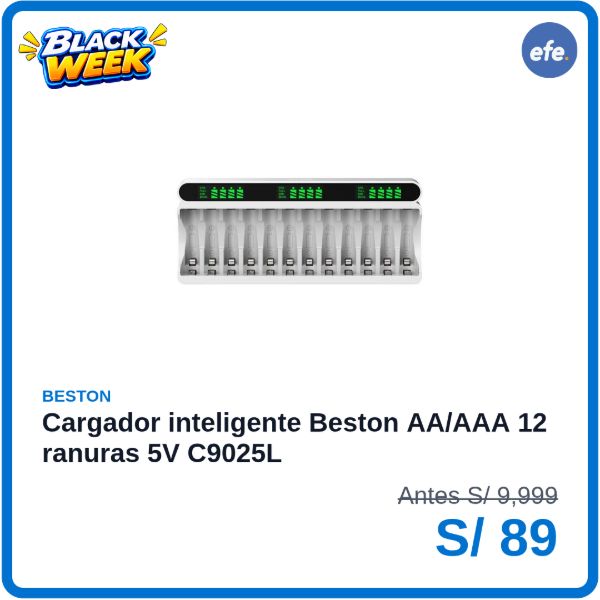 BLACK
WEEK
efe.
BESTON
Cargador inteligente Beston AA/AAA 12
ranuras 5V C9025L
Antes S/ 9,999
S/ 89